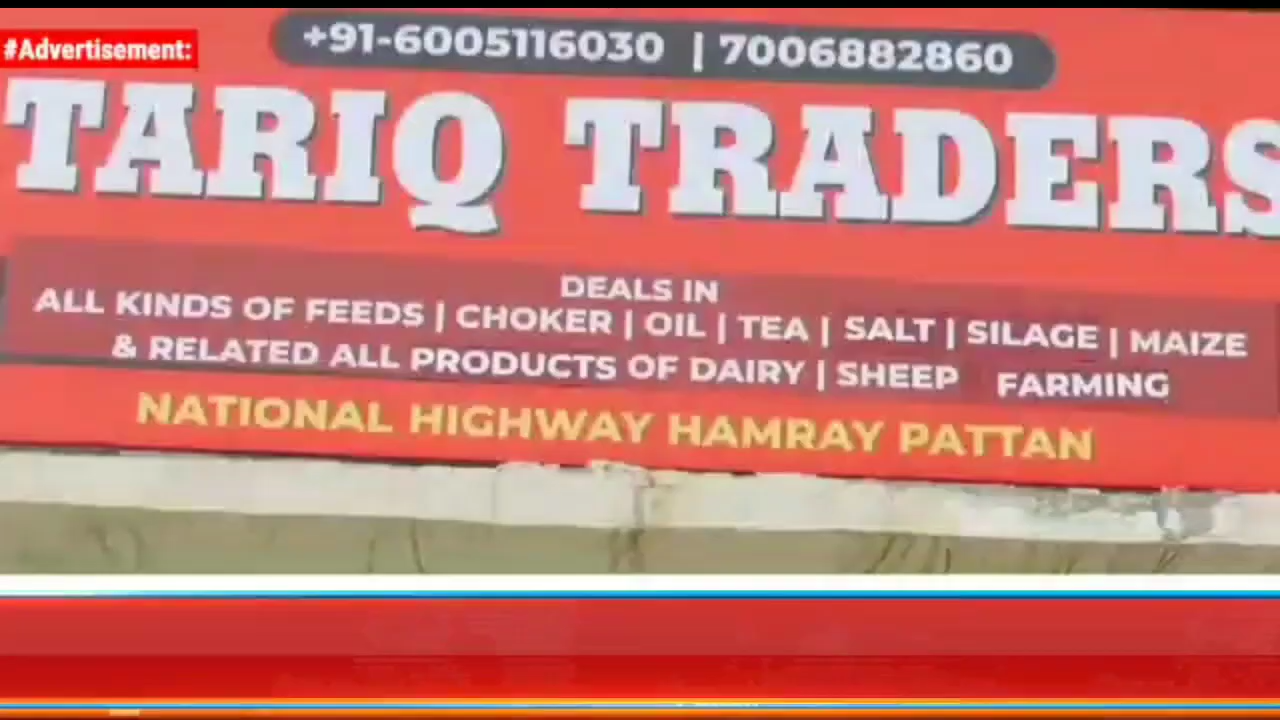 #Advertisement:
+91-6005116030 | 7006882860
TARIQ TRADERS
DEALS IN
ALL KINDS OF FEEDS | CHOKER | OIL | TEA | SALT | SILAGE | MAIZE
& RELATED ALL PRODUCTS OF DAIRY | SHEEP FARMING
NATIONAL HIGHWAY HAMRAY PATTAN